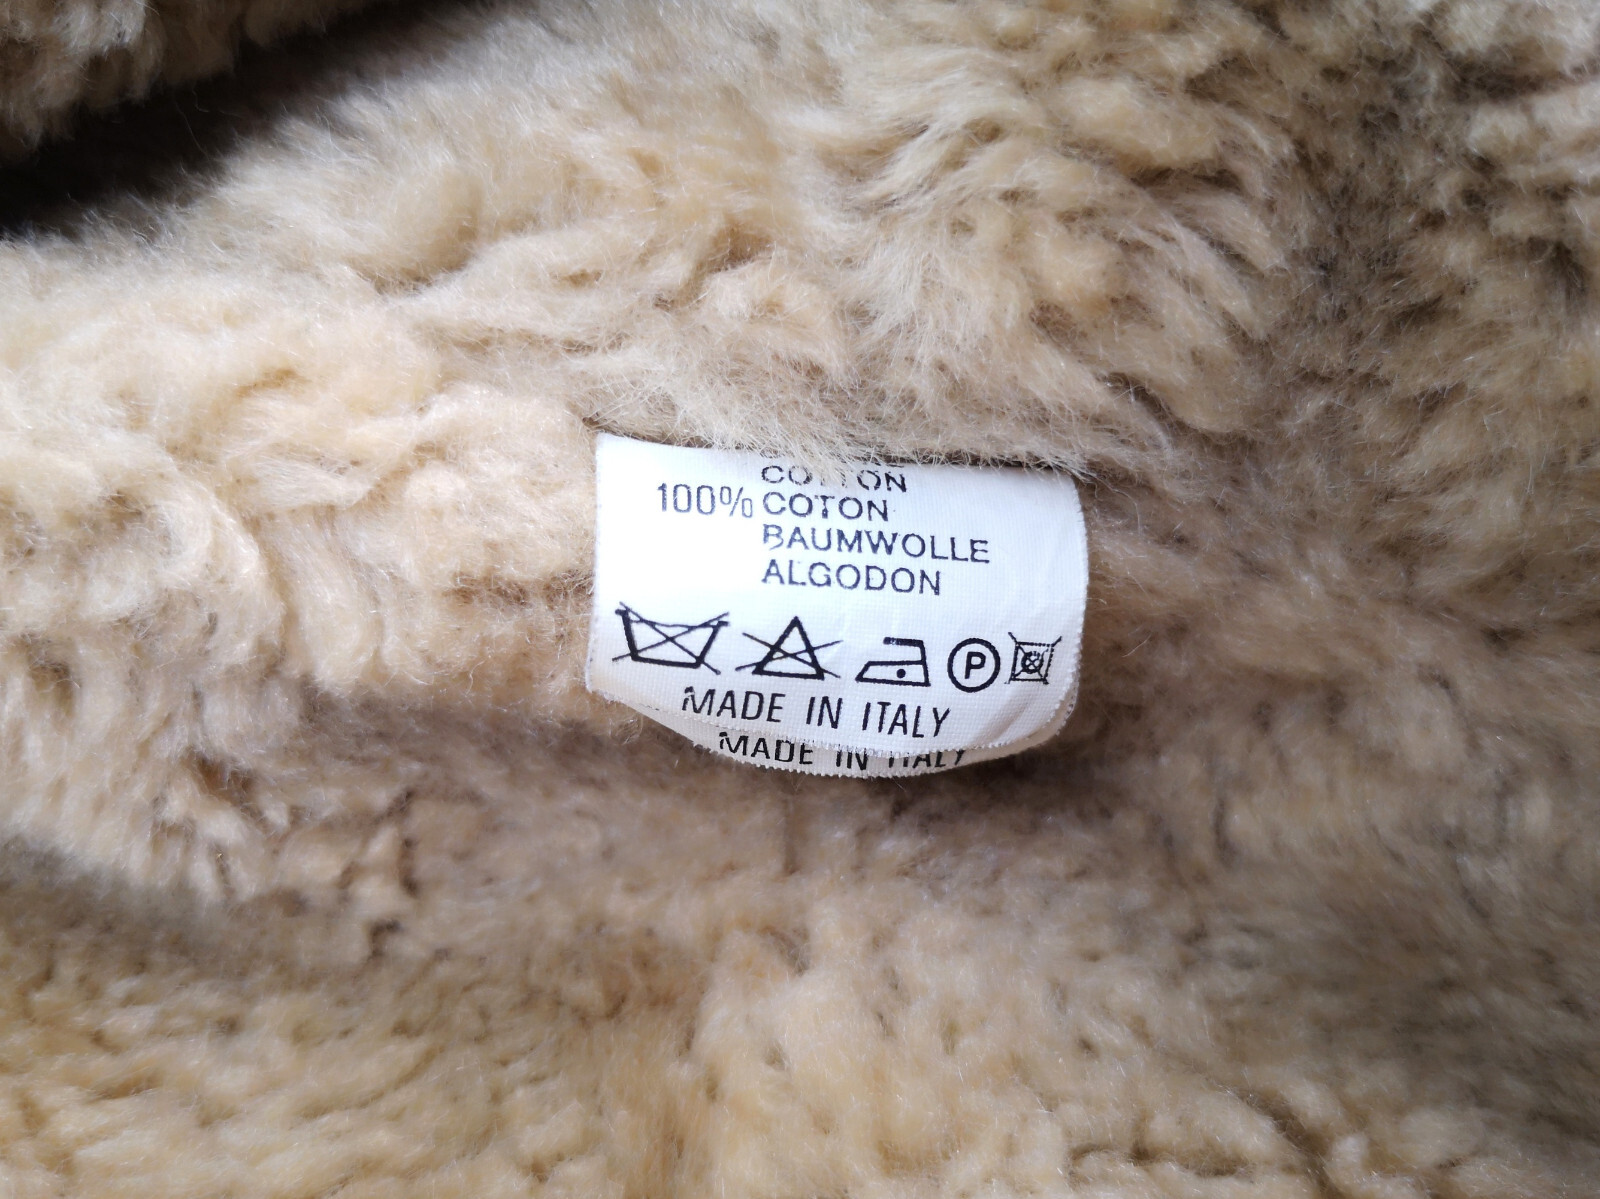 COTTON
100% COTON
BAUMWOLLE
ALGODON
P
MADE IN ITALY
MADE IN ITALY